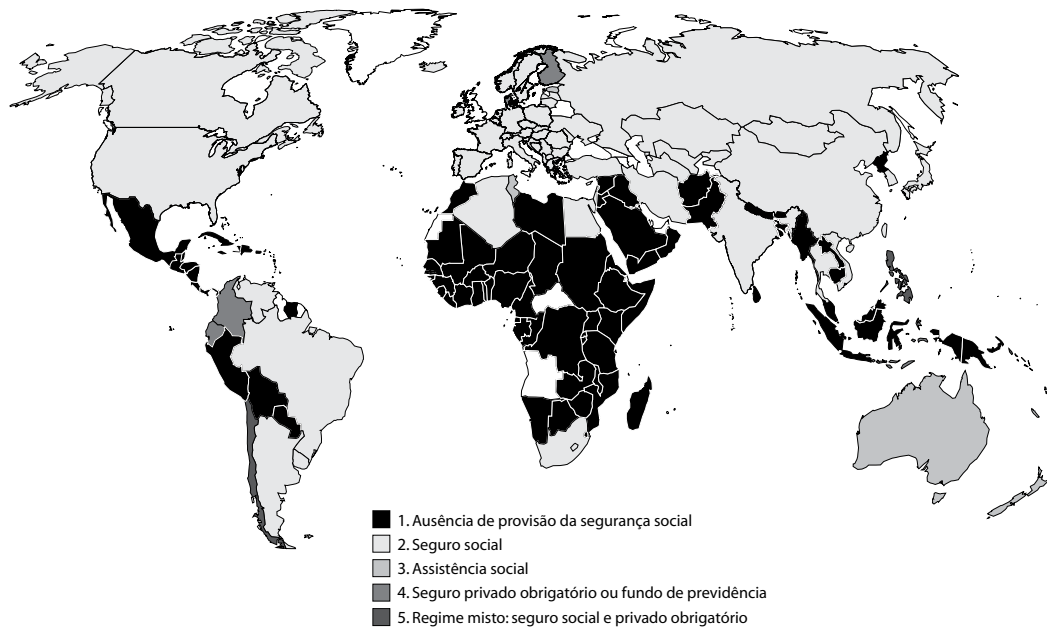 1. Ausência de provisão da segurança social
2. Seguro social
3. Assistência social
4. Seguro privado obrigatório ou fundo de previdência
5. Regime misto: seguro social e privado obrigatório